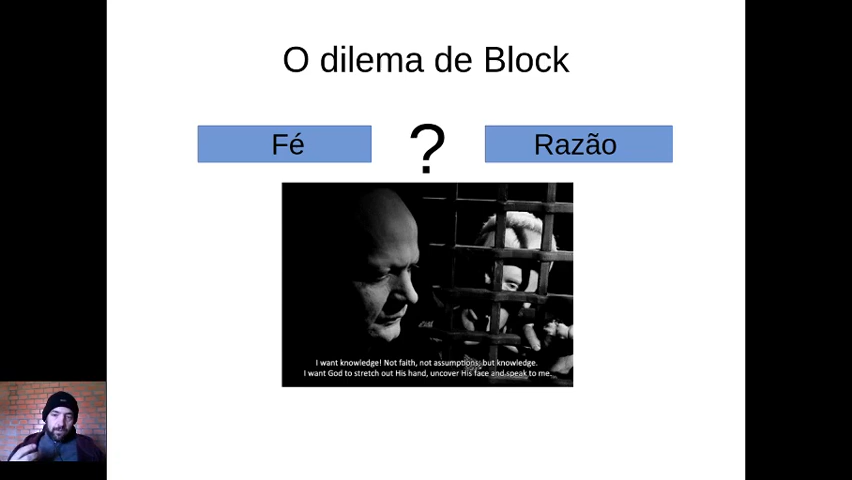 O dilema de Block
Fé
?
Razão
I want knowledge! Not faith, not assumptions, but knowledge.
I want God to stretch out His hand, uncover His face and speak to me.